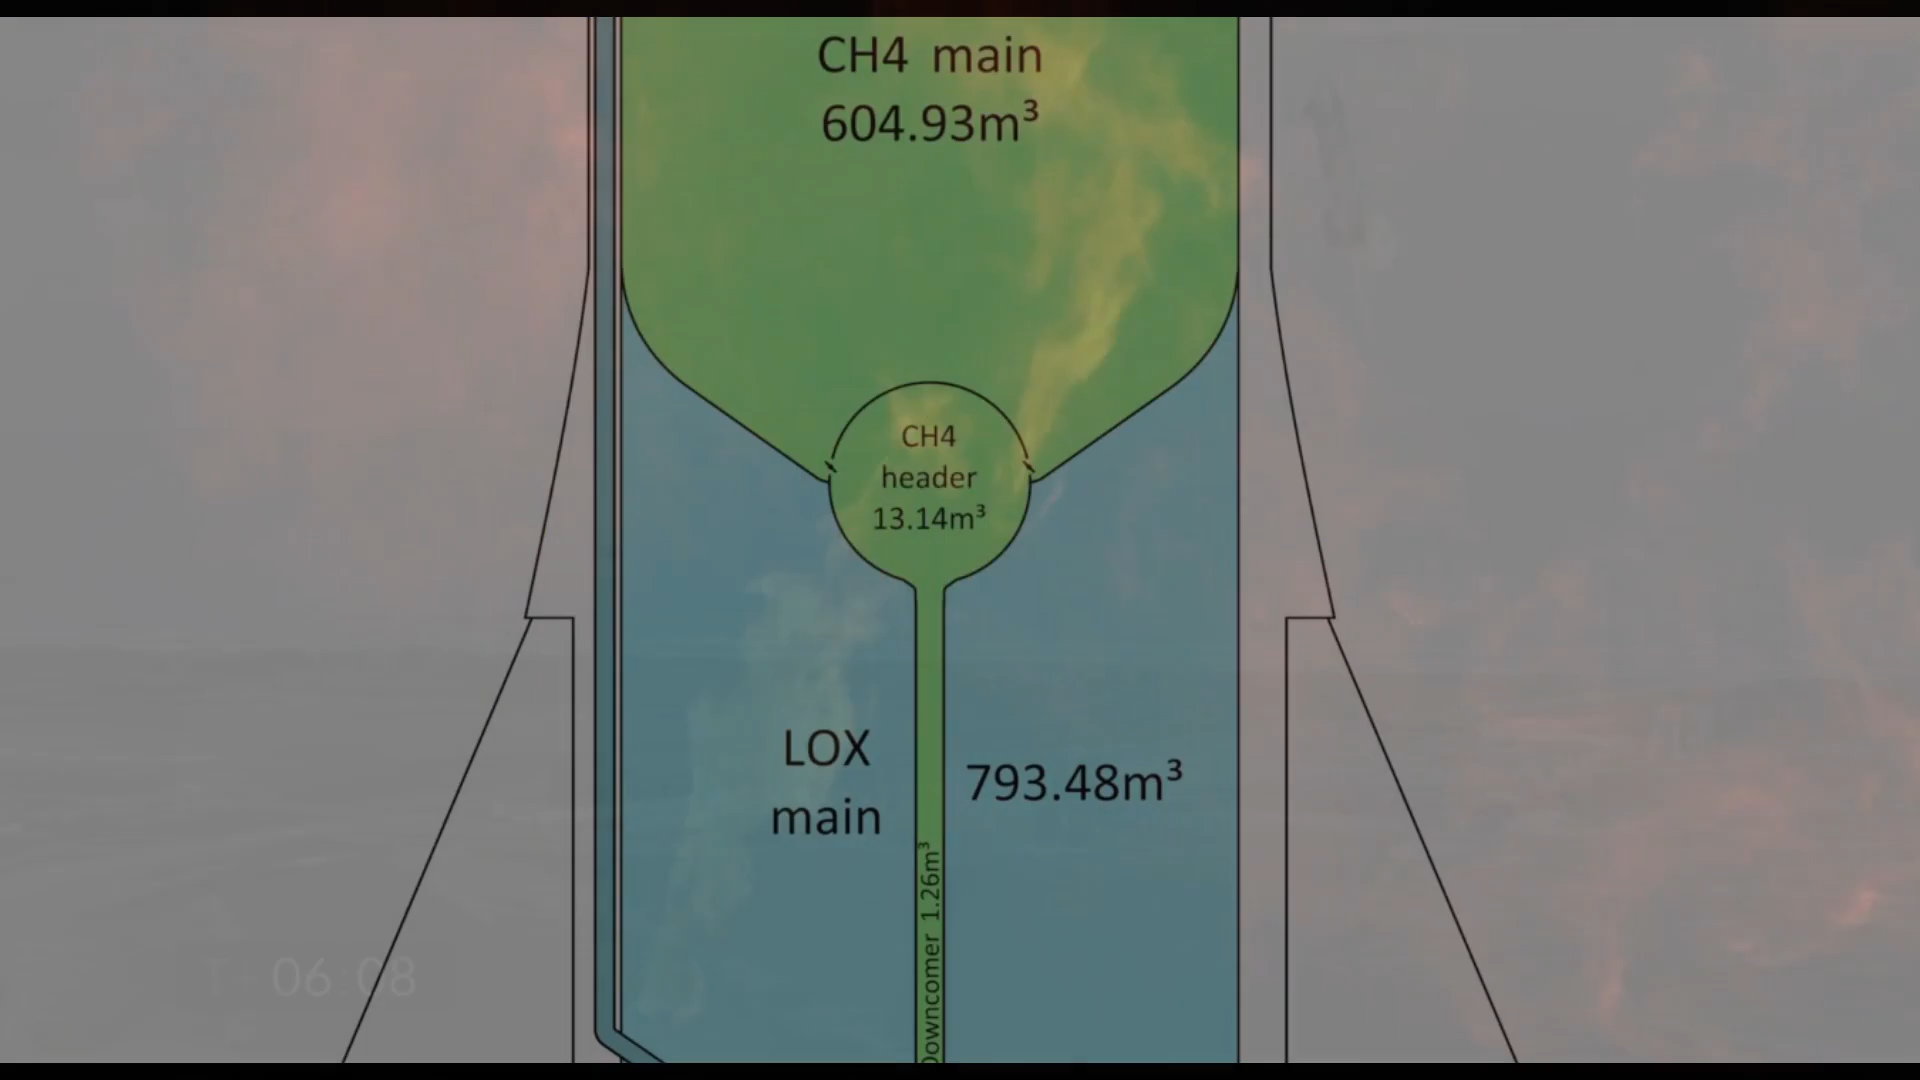 CH4 main
604.93m³
CH4
header
13.14m³
LOX
main
793.48m³
Downcomer 1.26m³
T+ 06:08